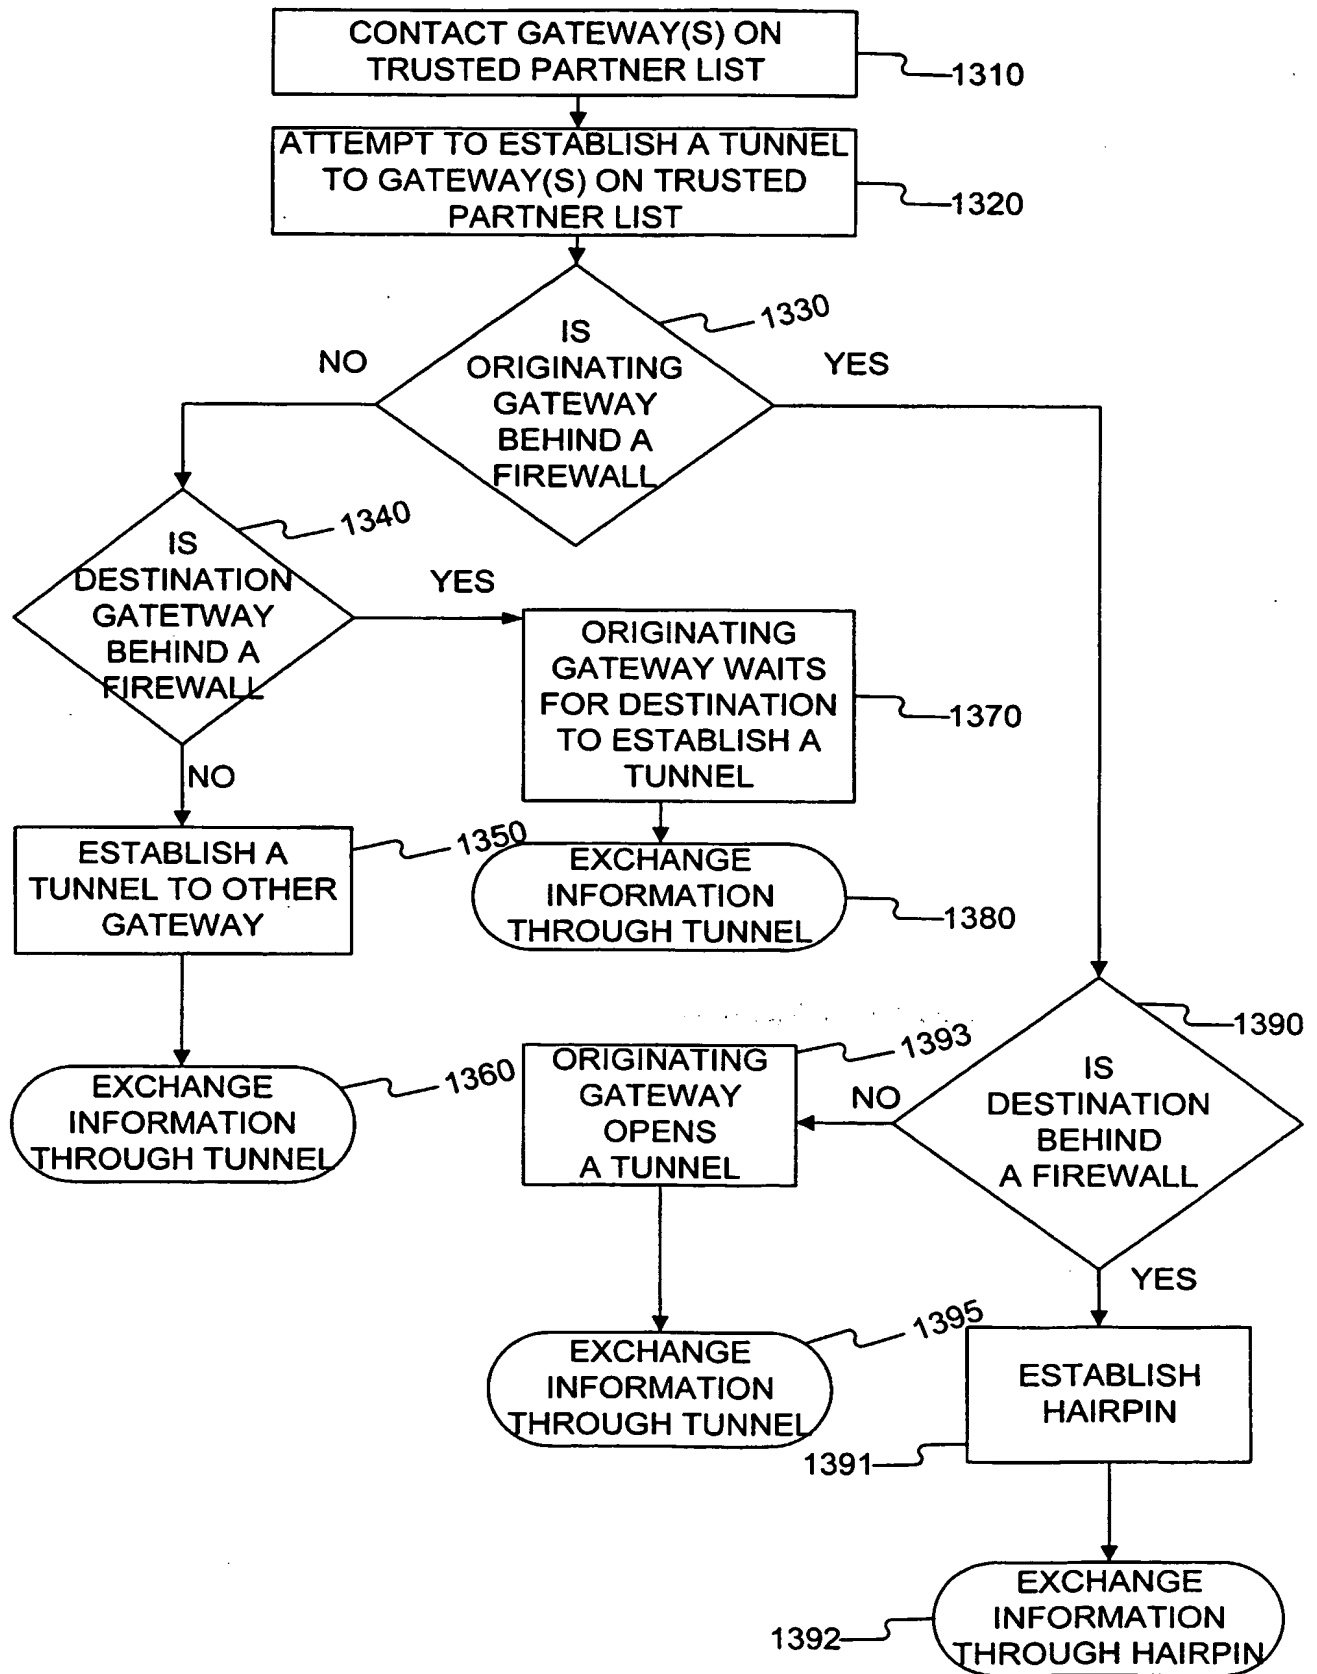 CONTACT GATEWAY(S) ON
TRUSTED PARTNER LIST
1310
ATTEMPT TO ESTABLISH A TUNNEL
TO GATEWAY(S) ON TRUSTED
PARTNER LIST
1320
IS
ORIGINATING
GATEWAY
BEHIND A
FIREWALL
1330
NO
YES
IS
DESTINATION
GATETWAY
BEHIND A
FIREWALL
1340
YES
NO
ORIGINATING
GATEWAY WAITS
FOR DESTINATION
TO ESTABLISH A
TUNNEL
1370
ESTABLISH A
TUNNEL TO OTHER
GATEWAY
1350
EXCHANGE
INFORMATION
THROUGH TUNNEL
1380
EXCHANGE
INFORMATION
THROUGH TUNNEL
1360
IS
DESTINATION
BEHIND
A FIREWALL
1390
NO
YES
ORIGINATING
GATEWAY
OPENS
A TUNNEL
1393
EXCHANGE
INFORMATION
THROUGH TUNNEL
1395
ESTABLISH
HAIRPIN
1391
EXCHANGE
INFORMATION
THROUGH HAIRPIN
1392